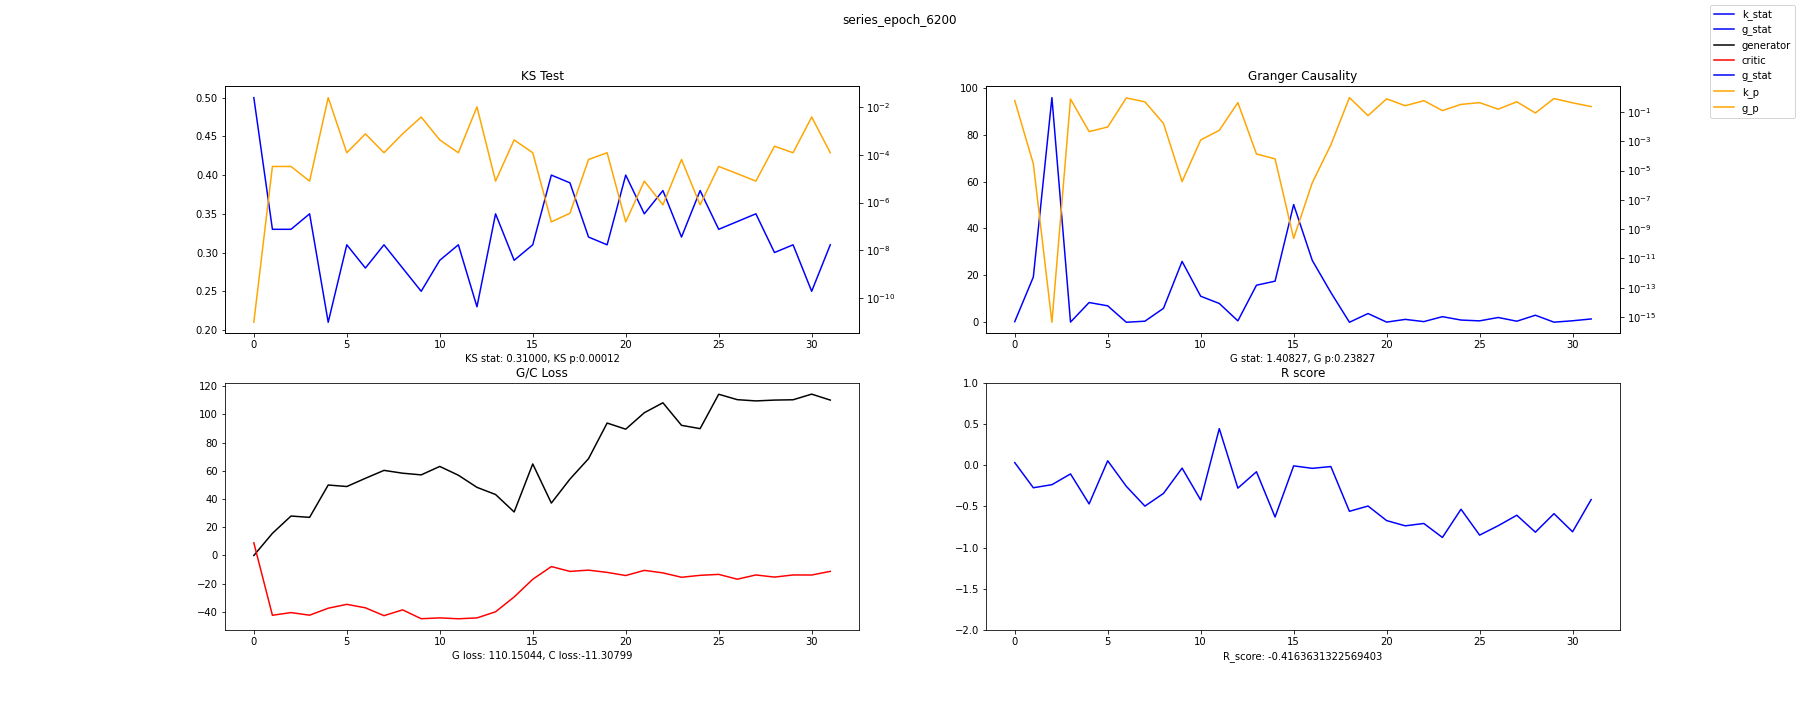 series_epoch_6200
k_stat
g_stat
generator
critic
g_stat
k_p
g_p
KS Test
0.50
0.45
0.40
0.35
0.30
0.25
0.20
10⁻²
10⁻⁴
10⁻⁶
10⁻⁸
10⁻¹⁰
0 5 10 15 20 25 30
KS stat: 0.31000, KS p:0.00012
Granger Causality
100
80
60
40
20
0
10⁻¹
10⁻³
10⁻⁵
10⁻⁷
10⁻⁹
10⁻¹¹
10⁻¹³
10⁻¹⁵
0 5 10 15 20 25 30
G stat: 1.40827, G p:0.23827
G/C Loss
120
100
80
60
40
20
0
−20
−40
0 5 10 15 20 25 30
G loss: 110.15044, C loss:-11.30799
R score
1.0
0.5
0.0
−0.5
−1.0
−1.5
−2.0
0 5 10 15 20 25 30
R_score: -0.4163631322569403